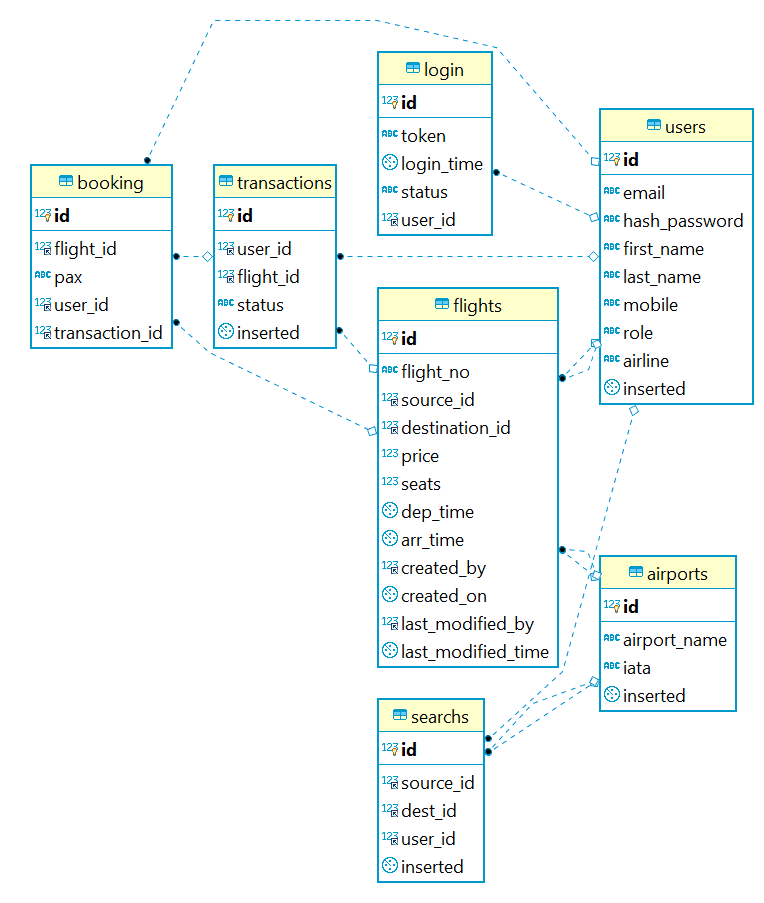 login
id
token
login_time
status
user_id
users
id
email
hash_password
first_name
last_name
mobile
role
airline
inserted
booking
id
flight_id
pax
user_id
transaction_id
transactions
id
user_id
flight_id
status
inserted
flights
id
flight_no
source_id
destination_id
price
seats
dep_time
arr_time
created_by
created_on
last_modified_by
last_modified_time
airports
id
airport_name
iata
inserted
searchs
id
source_id
dest_id
user_id
inserted